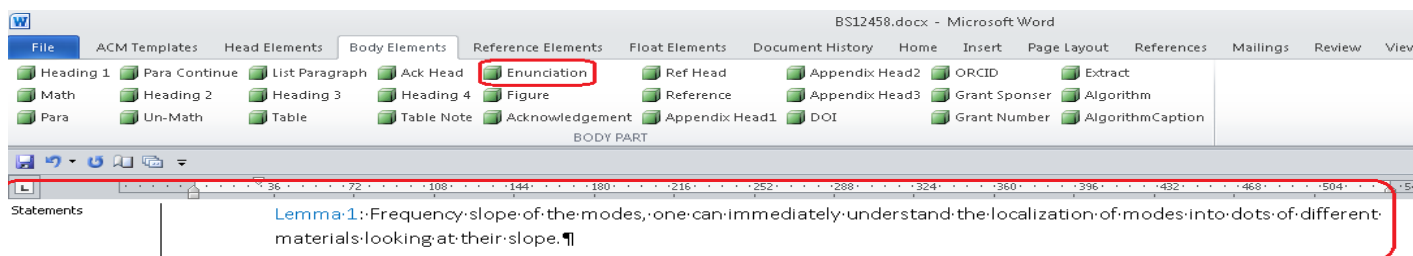 W
BS12458.docx - Microsoft Word
File ACM Templates Head Elements Body Elements Reference Elements Float Elements Document History Home Insert Page Layout References Mailings Review View
Heading 1 Para Continue List Paragraph Ack Head Enunciation Ref Head Appendix Head2 ORCID Extract
Math Heading 2 Heading 3 Heading 4 Figure Reference Appendix Head3 Grant Sponser Algorithm
Para Un-Math Table Table Note Acknowledgement Appendix Head1 DOI Grant Number AlgorithmCaption
BODY PART
L 36 72 108 144 180 216 252 288 324 360 396 432 468 504
Statements Lemma·1:·Frequency·slope·of·the·modes,·one·can·immediately·understand·the·localization·of·modes·into·dots·of·different·
materials·looking·at·their·slope.¶